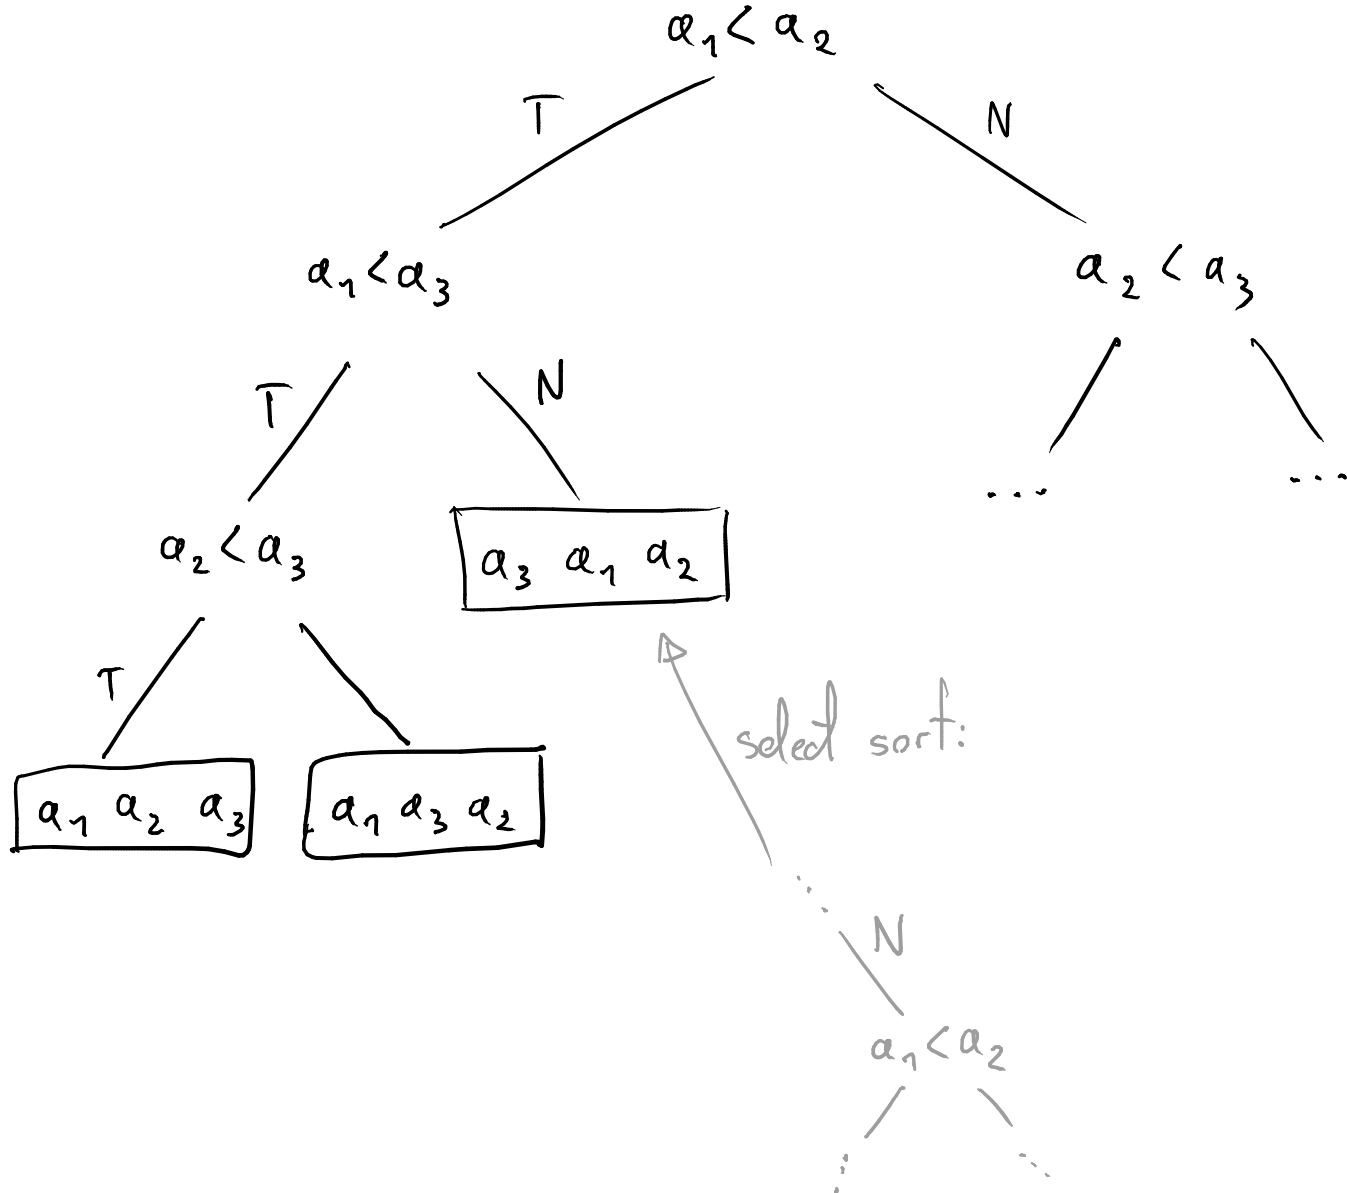 a₁ < a₂
T N
a₁ < a₃ a₂ < a₃
T N
... ...
a₂ < a₃ a₃ a₁ a₂
T
select sort:
a₁ a₂ a₃ a₁ a₃ a₂
N
a₁ < a₂